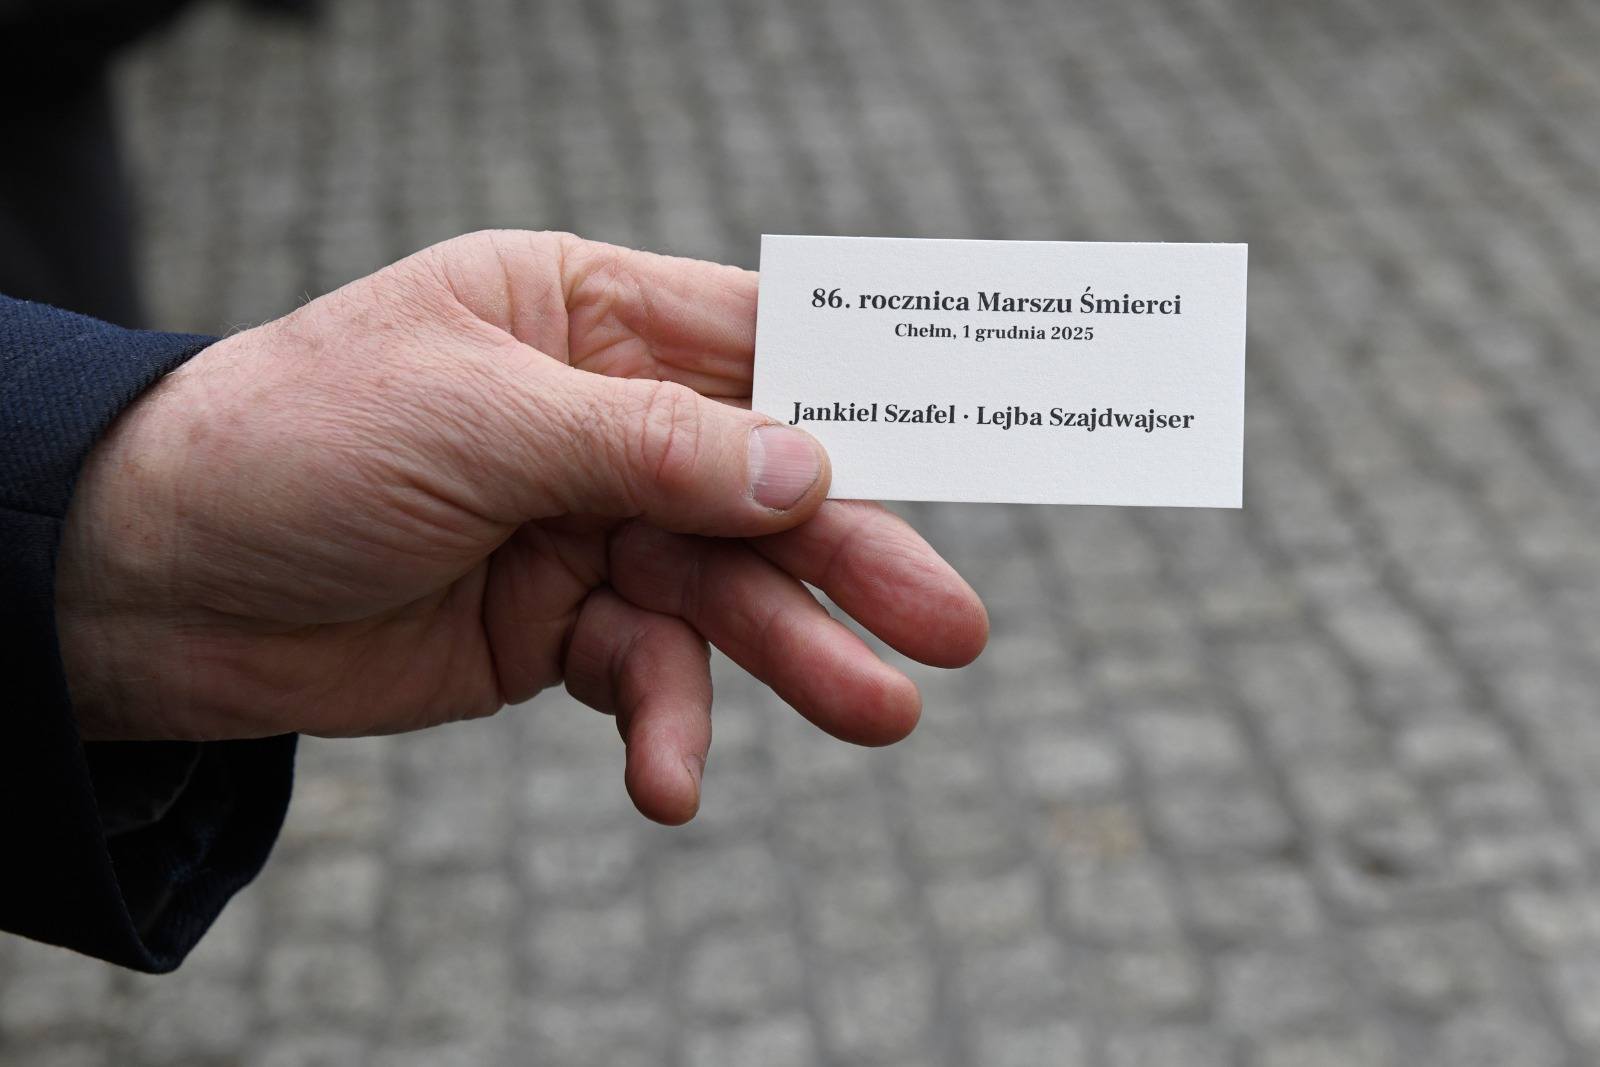 86. rocznica Marszu Śmierci
Chełm, 1 grudnia 2025
Jankiel Szafel · Lejba Szajdwajser